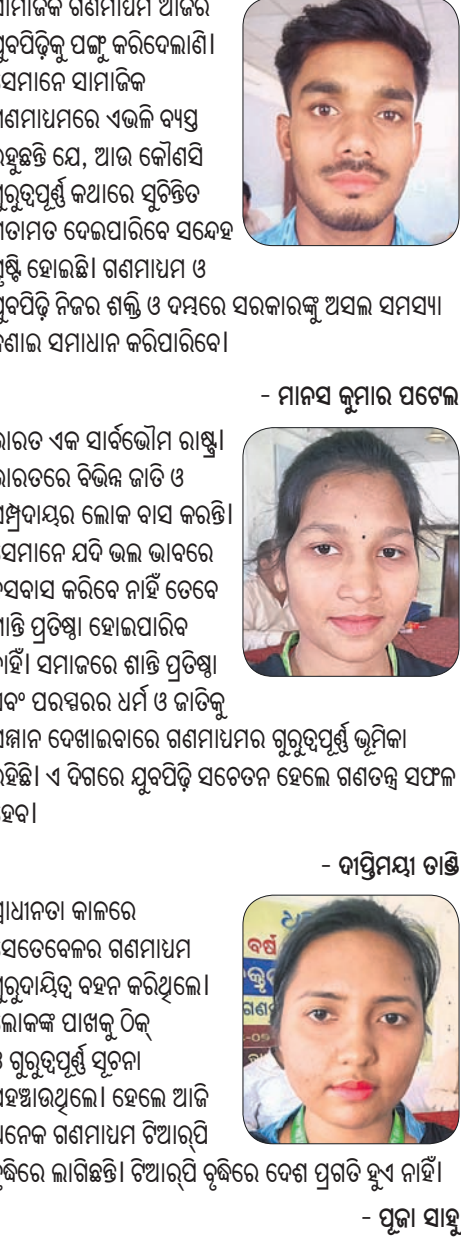 ସାମାଜିକ ଗଣମାଧ୍ୟମ ଆଜିର
ଯୁବପିଢ଼ିକୁ ପଙ୍ଗୁ କରିଦେଲାଣି।
ସେମାନେ ସାମାଜିକ
ଗଣମାଧ୍ୟମରେ ଏଭଳି ବ୍ୟସ୍ତ
ରହୁଛନ୍ତି ଯେ, ଆଉ କୌଣସି
ଗୁରୁତ୍ୱପୂର୍ଣ୍ଣ କଥାରେ ସୁଚିନ୍ତିତ
ମତାମତ ଦେଇପାରିବେ ସନ୍ଦେହ
ସୃଷ୍ଟି ହୋଇଛି। ଗଣମାଧ୍ୟମ ଓ
ଯୁବପିଢ଼ି ନିଜର ଶକ୍ତି ଓ ଦମ୍ଭରେ ସରକାରଙ୍କୁ ଅସଲ ସମସ୍ୟା
ଜଣାଇ ସମାଧାନ କରିପାରିବେ।
- ମାନସ କୁମାର ପଟେଲ
ଭାରତ ଏକ ସାର୍ବଭୌମ ରାଷ୍ଟ୍ର।
ଭାରତରେ ବିଭିନ୍ନ ଜାତି ଓ
ସମ୍ପ୍ରଦାୟର ଲୋକ ବାସ କରନ୍ତି।
ସେମାନେ ଯଦି ଭଲ ଭାବରେ
ବସବାସ କରିବେ ନାହିଁ ତେବେ
ଶାନ୍ତି ପ୍ରତିଷ୍ଠା ହୋଇପାରିବ
ନାହିଁ। ସମାଜରେ ଶାନ୍ତି ପ୍ରତିଷ୍ଠା
ଏବଂ ପରସ୍ପରର ଧର୍ମ ଓ ଜାତିକୁ
ସମ୍ମାନ ଦେଖାଇବାରେ ଗଣମାଧ୍ୟମର ଗୁରୁତ୍ୱପୂର୍ଣ୍ଣ ଭୂମିକା
ରହିଛି। ଏ ଦିଗରେ ଯୁବପିଢ଼ି ସଚେତନ ହେଲେ ଗଣତନ୍ତ୍ର ସଫଳ
ହେବ।
- ଦୀପ୍ତିମୟୀ ତାଣ୍ଡି
ସ୍ୱାଧୀନତା କାଳରେ
ସେତେବେଳର ଗଣମାଧ୍ୟମ
ଗୁରୁଦାୟିତ୍ୱ ବହନ କରିଥିଲେ।
ଲୋକଙ୍କ ପାଖକୁ ଠିକ୍
ଓ ଗୁରୁତ୍ୱପୂର୍ଣ୍ଣ ସୂଚନା
ପହଞ୍ଚାଉଥିଲେ। ହେଲେ ଆଜି
ଅନେକ ଗଣମାଧ୍ୟମ ଟିଆର୍‌ପି
ବୃଦ୍ଧିରେ ଲାଗିଛନ୍ତି। ଟିଆର୍‌ପି ବୃଦ୍ଧିରେ ଦେଶ ପ୍ରଗତି ହୁଏ ନାହିଁ।
- ପୂଜା ସାହୁ